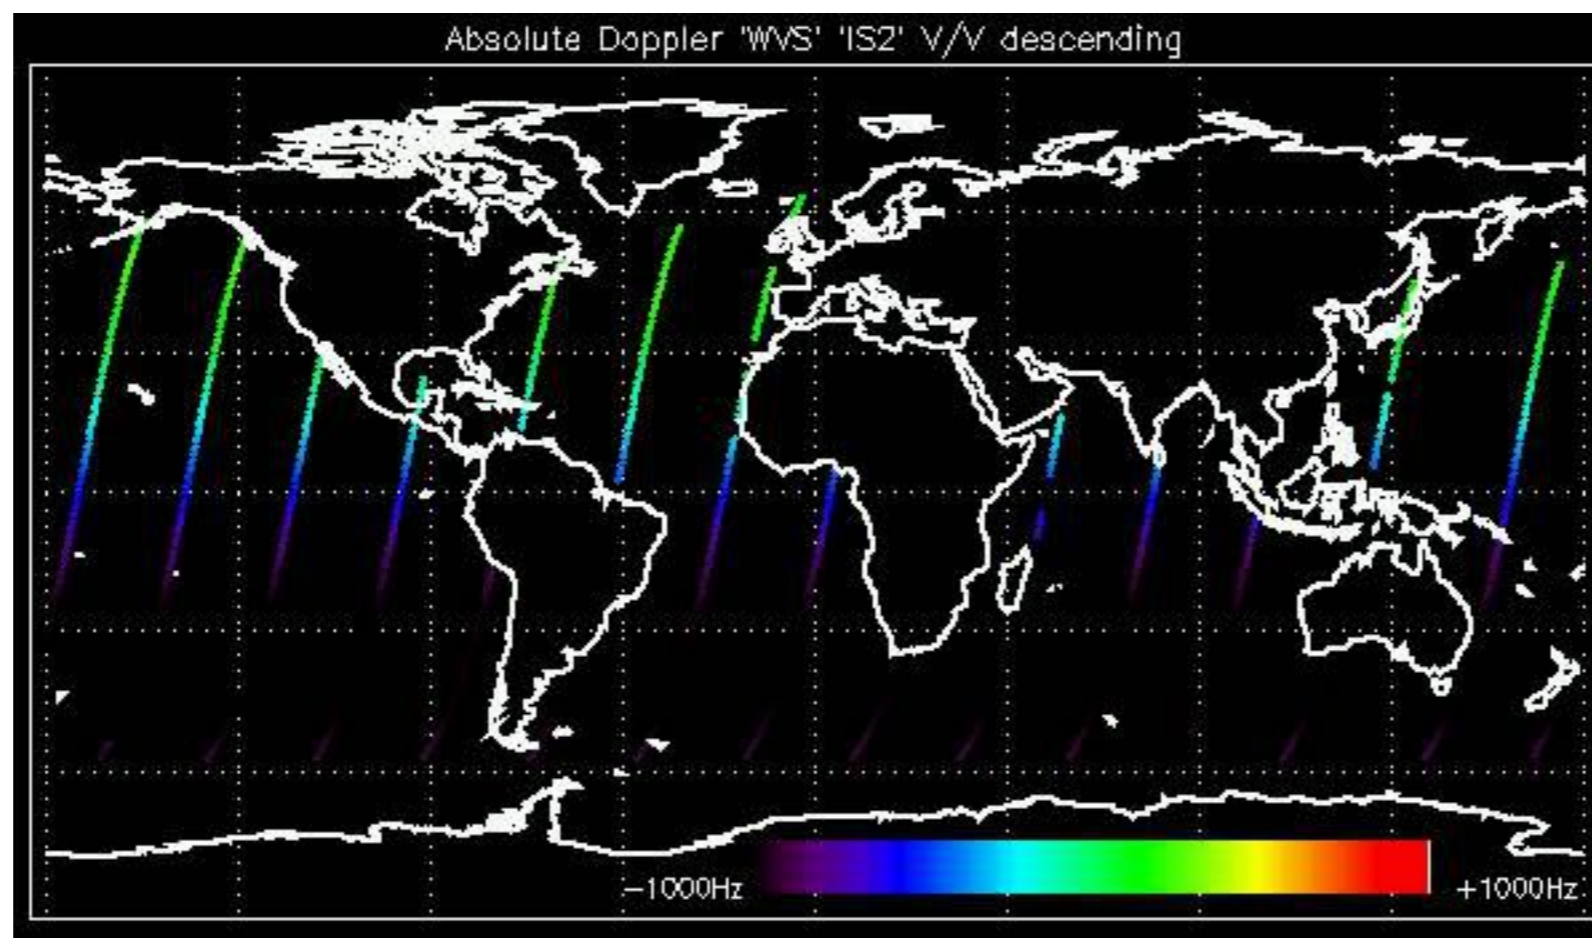 Absolute Doppler 'WVS' 'IS2' V/V descending
−1000Hz +1000Hz